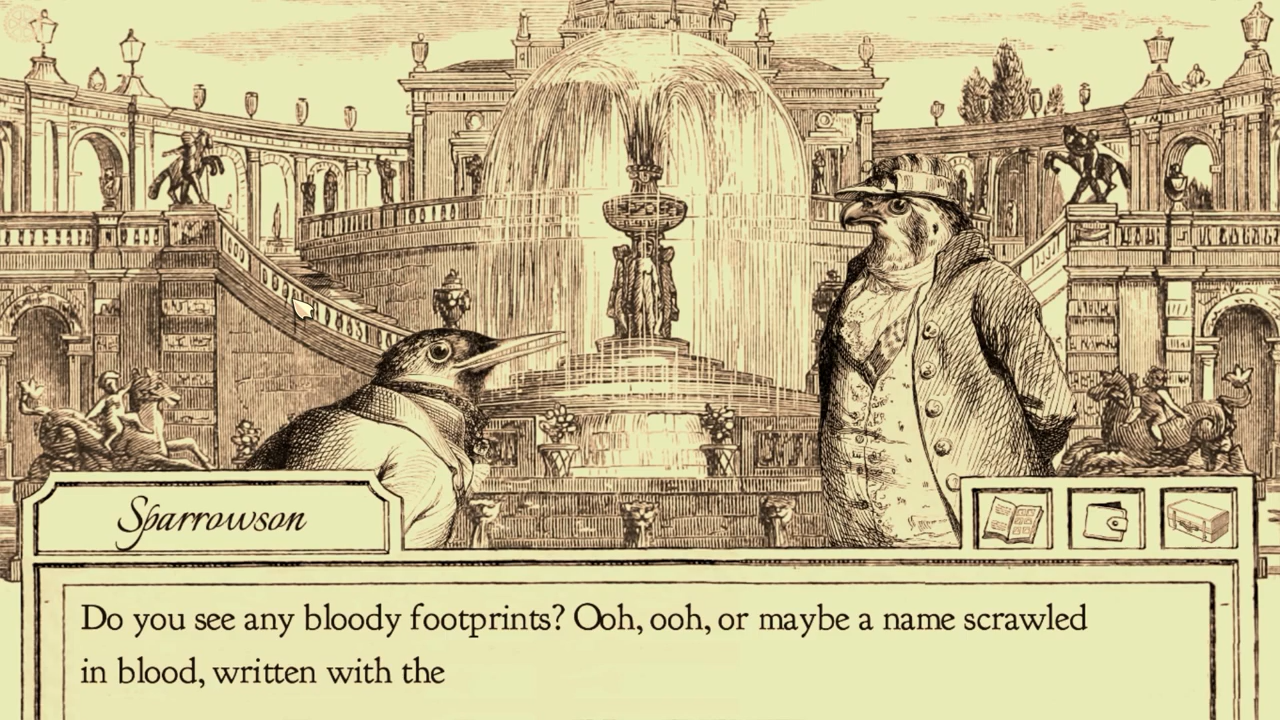 Sparrowson
Do you see any bloody footprints? Ooh, ooh, or maybe a name scrawled
in blood, written with the